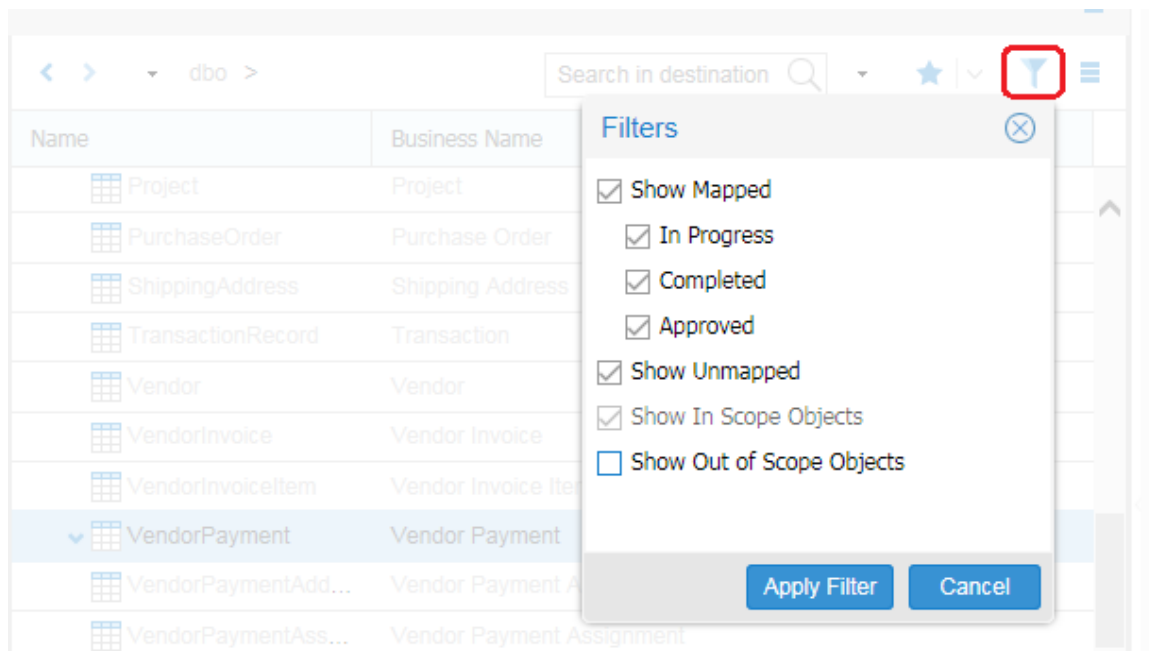 dbo >
Search in destination
Name
Business Name
Filters
Project
Project
Show Mapped
PurchaseOrder
Purchase Order
In Progress
ShippingAddress
Shipping Address
Completed
TransactionRecord
Transaction
Approved
Vendor
Vendor
Show Unmapped
VendorInvoice
Vendor Invoice
Show In Scope Objects
VendorInvoiceItem
Vendor Invoice Iter
Show Out of Scope Objects
VendorPayment
Vendor Payment
VendorPaymentAdd...
Vendor Payment A
Apply Filter
Cancel
VendorPaymentAss...
Vendor Payment Assignment